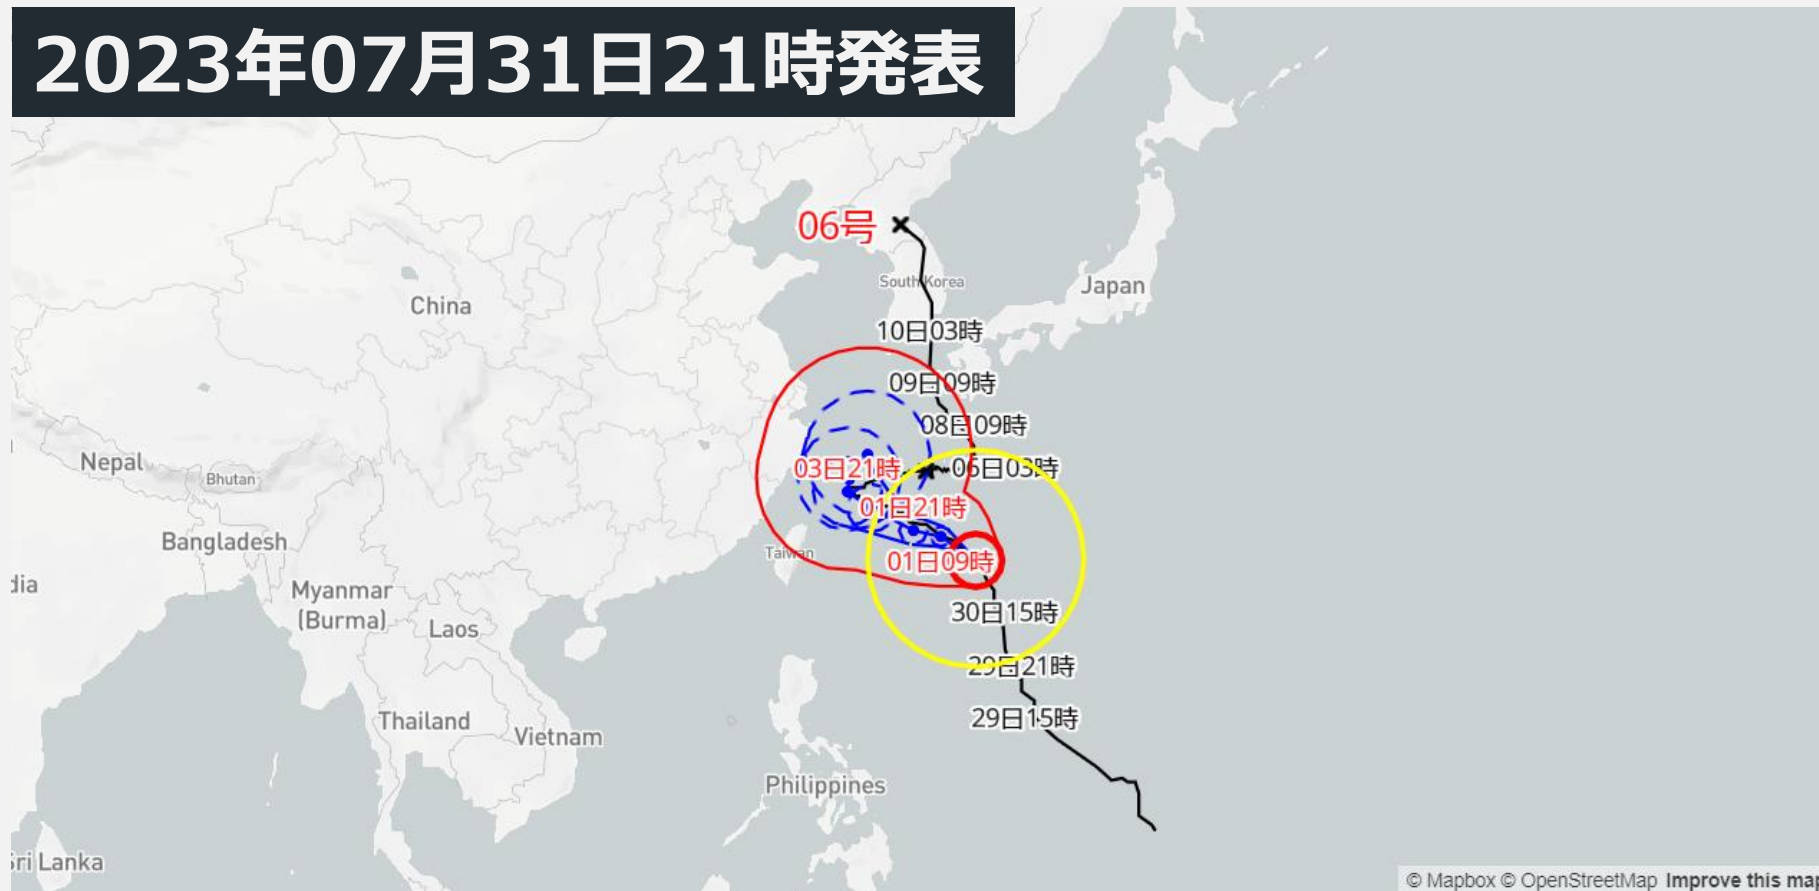 2023年07月31日21時発表
06号
South Korea
Japan
China
10日03時
09日09時
08日09時
03日21時
06日03時
01日21時
Nepal
Bhutan
Bangladesh
Taiwan
01日09時
dia
Myanmar
(Burma)
Laos
30日15時
29日21時
Thailand
29日15時
Vietnam
Philippines
Sri Lanka
© Mapbox © OpenStreetMap Improve this map